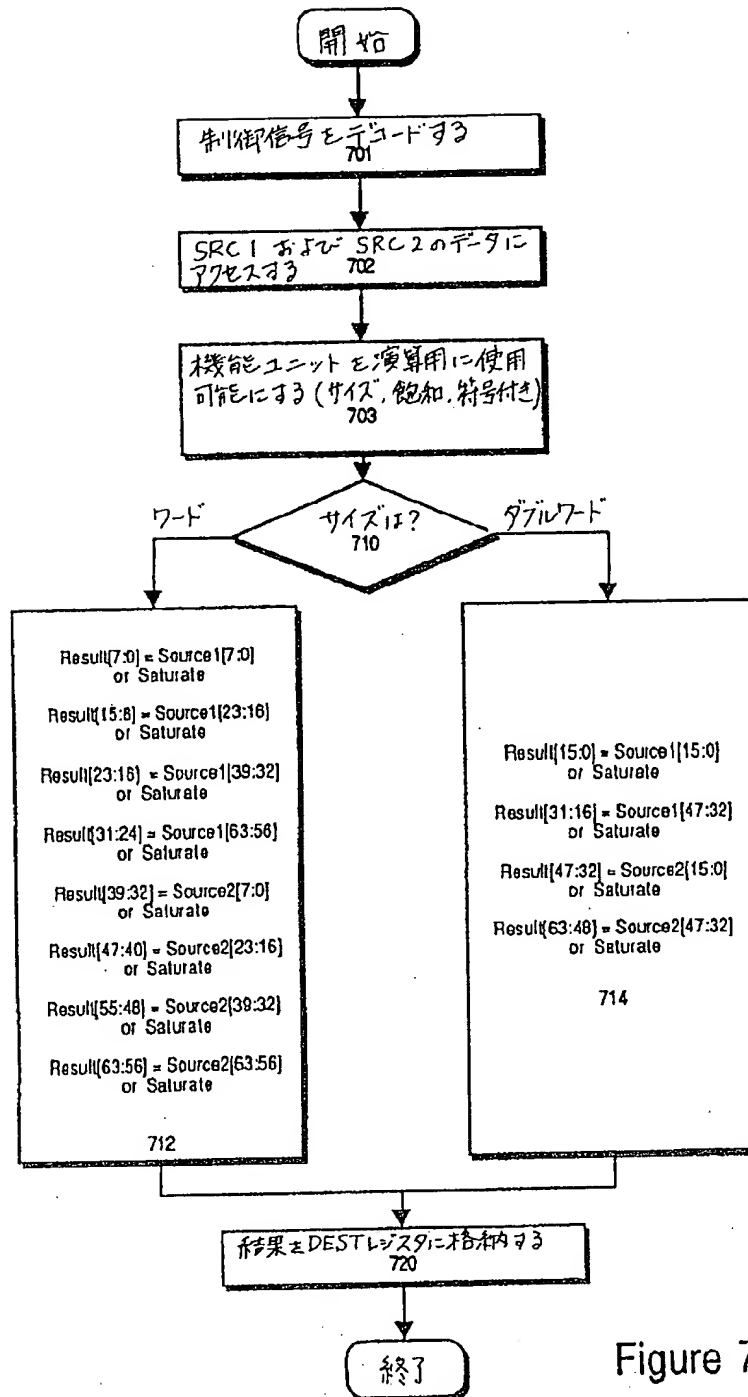 開始
制御信号をデコードする
701
SRC1 および SRC2のデータに
アクセスする
702
機能ユニットを演算用に使用
可能にする(サイズ,飽和,符号付き)
703
サイズは?
710
ワード
ダブルワード
Result[7:0] = Source1[7:0]
or Saturate
Result[15:8] = Source1[23:16]
or Saturate
Result[23:16] = Source1[39:32]
or Saturate
Result[31:24] = Source1[63:56]
or Saturate
Result[39:32] = Source2[7:0]
or Saturate
Result[47:40] = Source2[23:16]
or Saturate
Result[55:48] = Source2[39:32]
or Saturate
Result[63:56] = Source2[63:56]
or Saturate
712
Result[15:0] = Source1[15:0]
or Saturate
Result[31:16] = Source1[47:32]
or Saturate
Result[47:32] = Source2[15:0]
or Saturate
Result[63:48] = Source2[47:32]
or Saturate
714
結果をDESTレジスタに格納する
720
終了
Figure 7